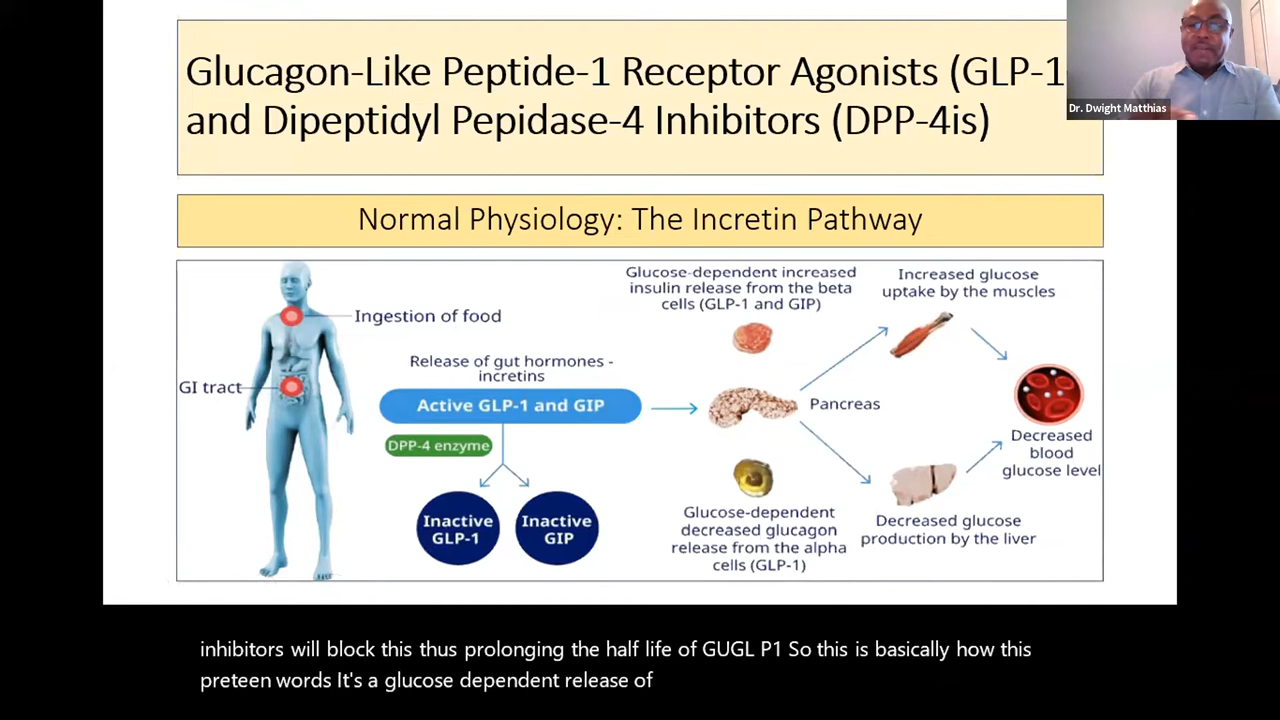 Glucagon-Like Peptide-1 Receptor Agonists (GLP-1
and Dipeptidyl Pepidase-4 Inhibitors (DPP-4is)
Dr. Dwight Matthias
Normal Physiology: The Incretin Pathway
Ingestion of food
GI tract
Release of gut hormones -
incretins
Active GLP-1 and GIP
DPP-4 enzyme
Inactive
GLP-1
Inactive
GIP
Glucose-dependent increased
insulin release from the beta
cells (GLP-1 and GIP)
Pancreas
Glucose-dependent
decreased glucagon
release from the alpha
cells (GLP-1)
Increased glucose
uptake by the muscles
Decreased glucose
production by the liver
Decreased
blood
glucose level
inhibitors will block this thus prolonging the half life of GUGL P1 So this is basically how this
preteen words It's a glucose dependent release of